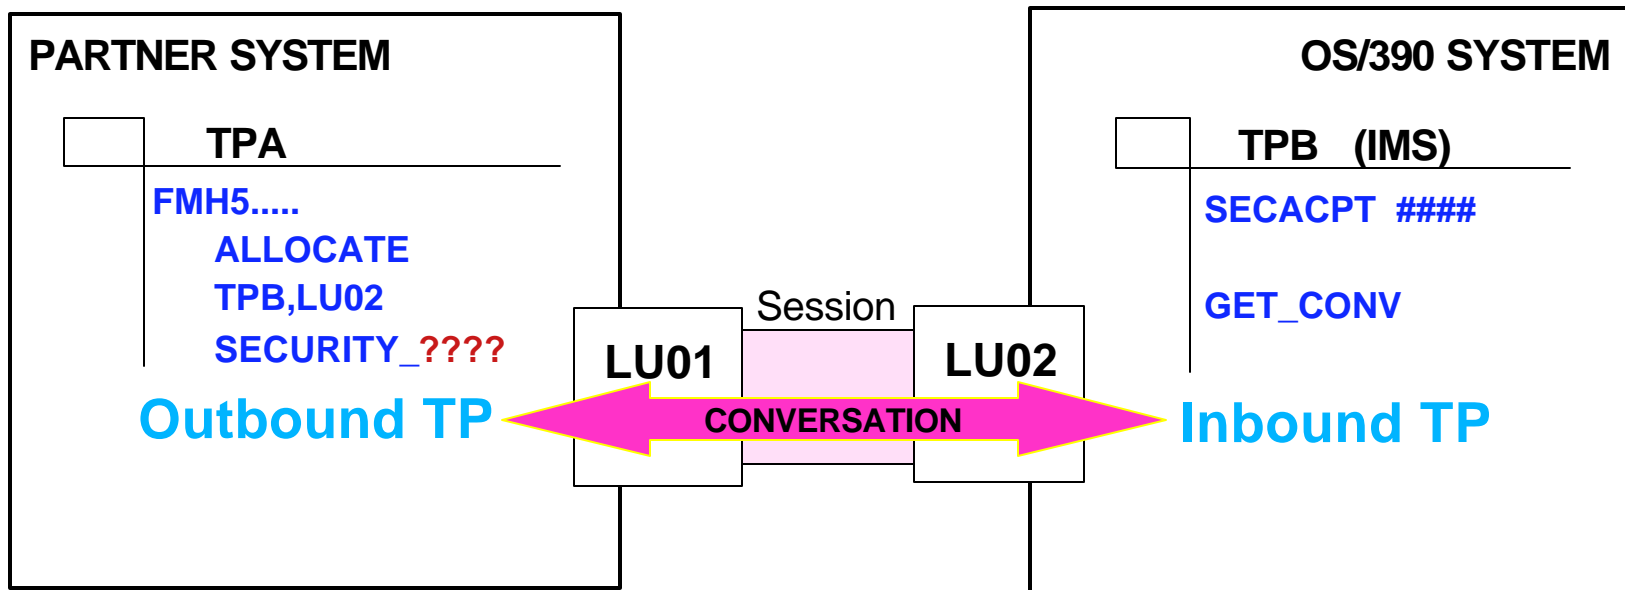 PARTNER SYSTEM
TPA
FMH5.....
ALLOCATE
TPB,LU02
SECURITY_????
Outbound TP
LU01
Session
LU02
CONVERSATION
OS/390 SYSTEM
TPB (IMS)
SECACPT ####
GET_CONV
Inbound TP